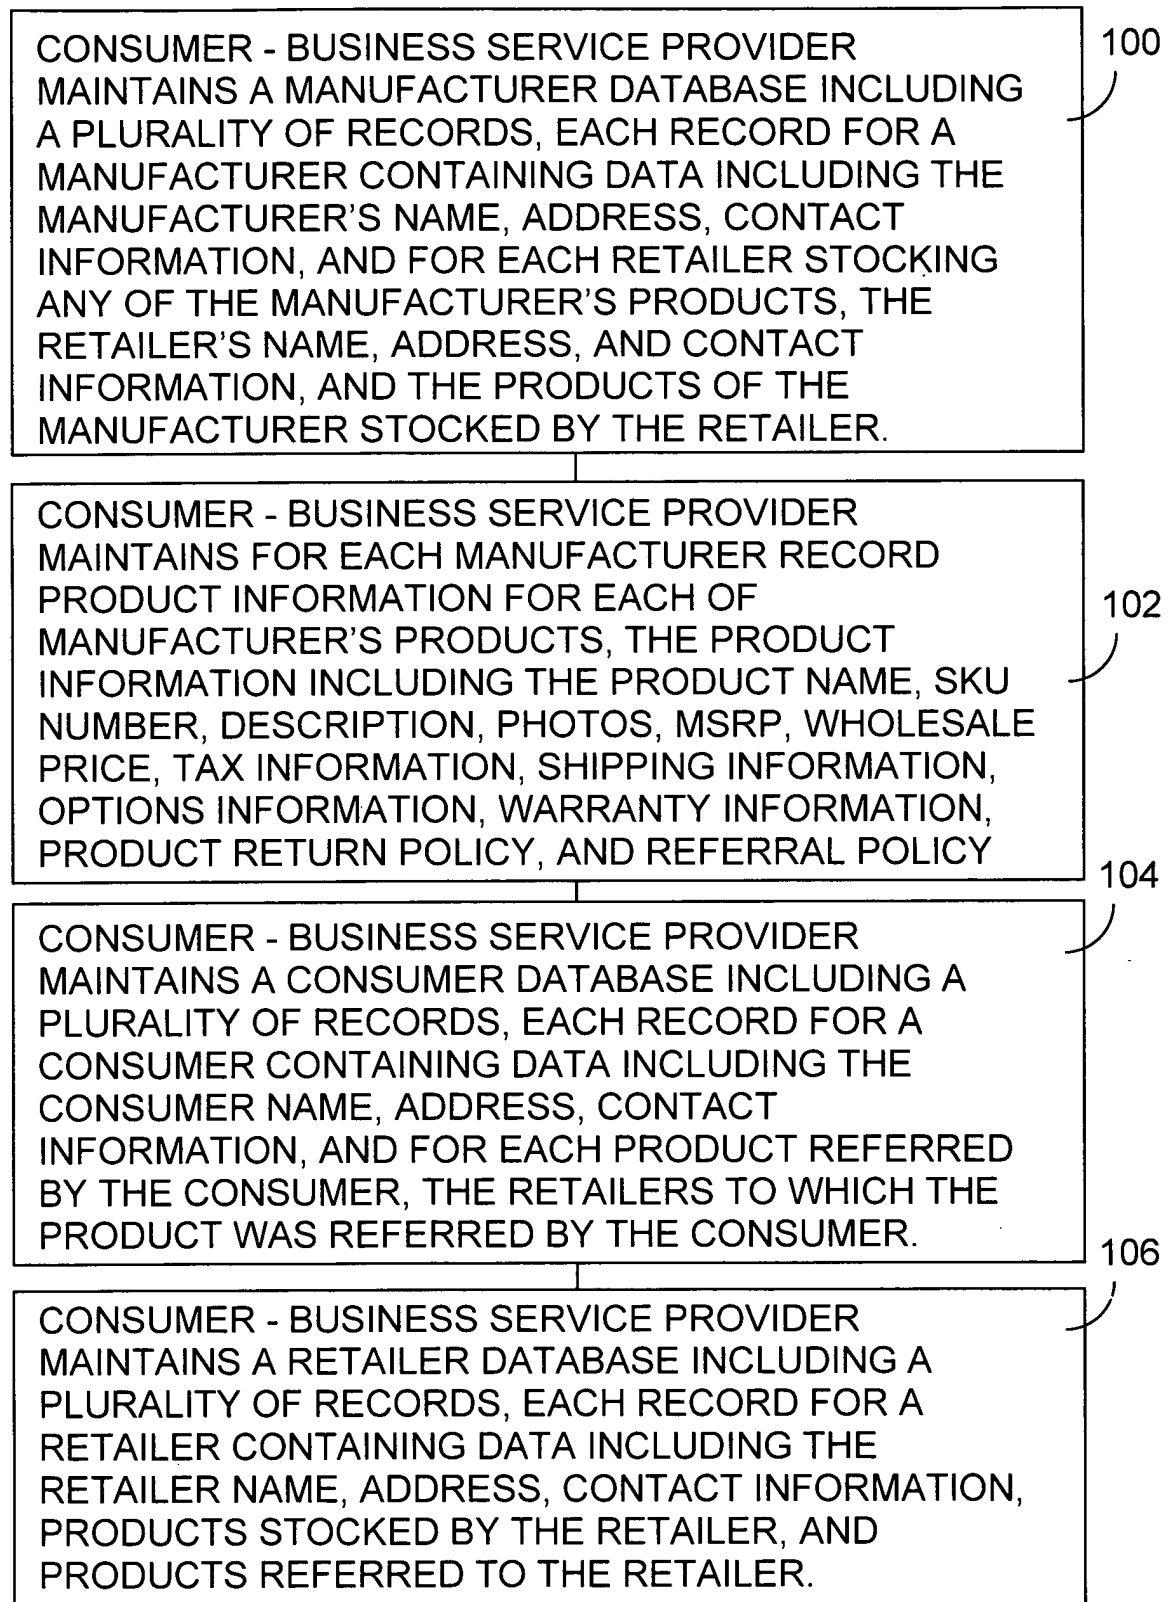 CONSUMER - BUSINESS SERVICE PROVIDER
MAINTAINS A MANUFACTURER DATABASE INCLUDING
A PLURALITY OF RECORDS, EACH RECORD FOR A
MANUFACTURER CONTAINING DATA INCLUDING THE
MANUFACTURER'S NAME, ADDRESS, CONTACT
INFORMATION, AND FOR EACH RETAILER STOCKING
ANY OF THE MANUFACTURER'S PRODUCTS, THE
RETAILER'S NAME, ADDRESS, AND CONTACT
INFORMATION, AND THE PRODUCTS OF THE
MANUFACTURER STOCKED BY THE RETAILER.
100
CONSUMER - BUSINESS SERVICE PROVIDER
MAINTAINS FOR EACH MANUFACTURER RECORD
PRODUCT INFORMATION FOR EACH OF
MANUFACTURER'S PRODUCTS, THE PRODUCT
INFORMATION INCLUDING THE PRODUCT NAME, SKU
NUMBER, DESCRIPTION, PHOTOS, MSRP, WHOLESALE
PRICE, TAX INFORMATION, SHIPPING INFORMATION,
OPTIONS INFORMATION, WARRANTY INFORMATION,
PRODUCT RETURN POLICY, AND REFERRAL POLICY
102
CONSUMER - BUSINESS SERVICE PROVIDER
MAINTAINS A CONSUMER DATABASE INCLUDING A
PLURALITY OF RECORDS, EACH RECORD FOR A
CONSUMER CONTAINING DATA INCLUDING THE
CONSUMER NAME, ADDRESS, CONTACT
INFORMATION, AND FOR EACH PRODUCT REFERRED
BY THE CONSUMER, THE RETAILERS TO WHICH THE
PRODUCT WAS REFERRED BY THE CONSUMER.
104
CONSUMER - BUSINESS SERVICE PROVIDER
MAINTAINS A RETAILER DATABASE INCLUDING A
PLURALITY OF RECORDS, EACH RECORD FOR A
RETAILER CONTAINING DATA INCLUDING THE
RETAILER NAME, ADDRESS, CONTACT INFORMATION,
PRODUCTS STOCKED BY THE RETAILER, AND
PRODUCTS REFERRED TO THE RETAILER.
106